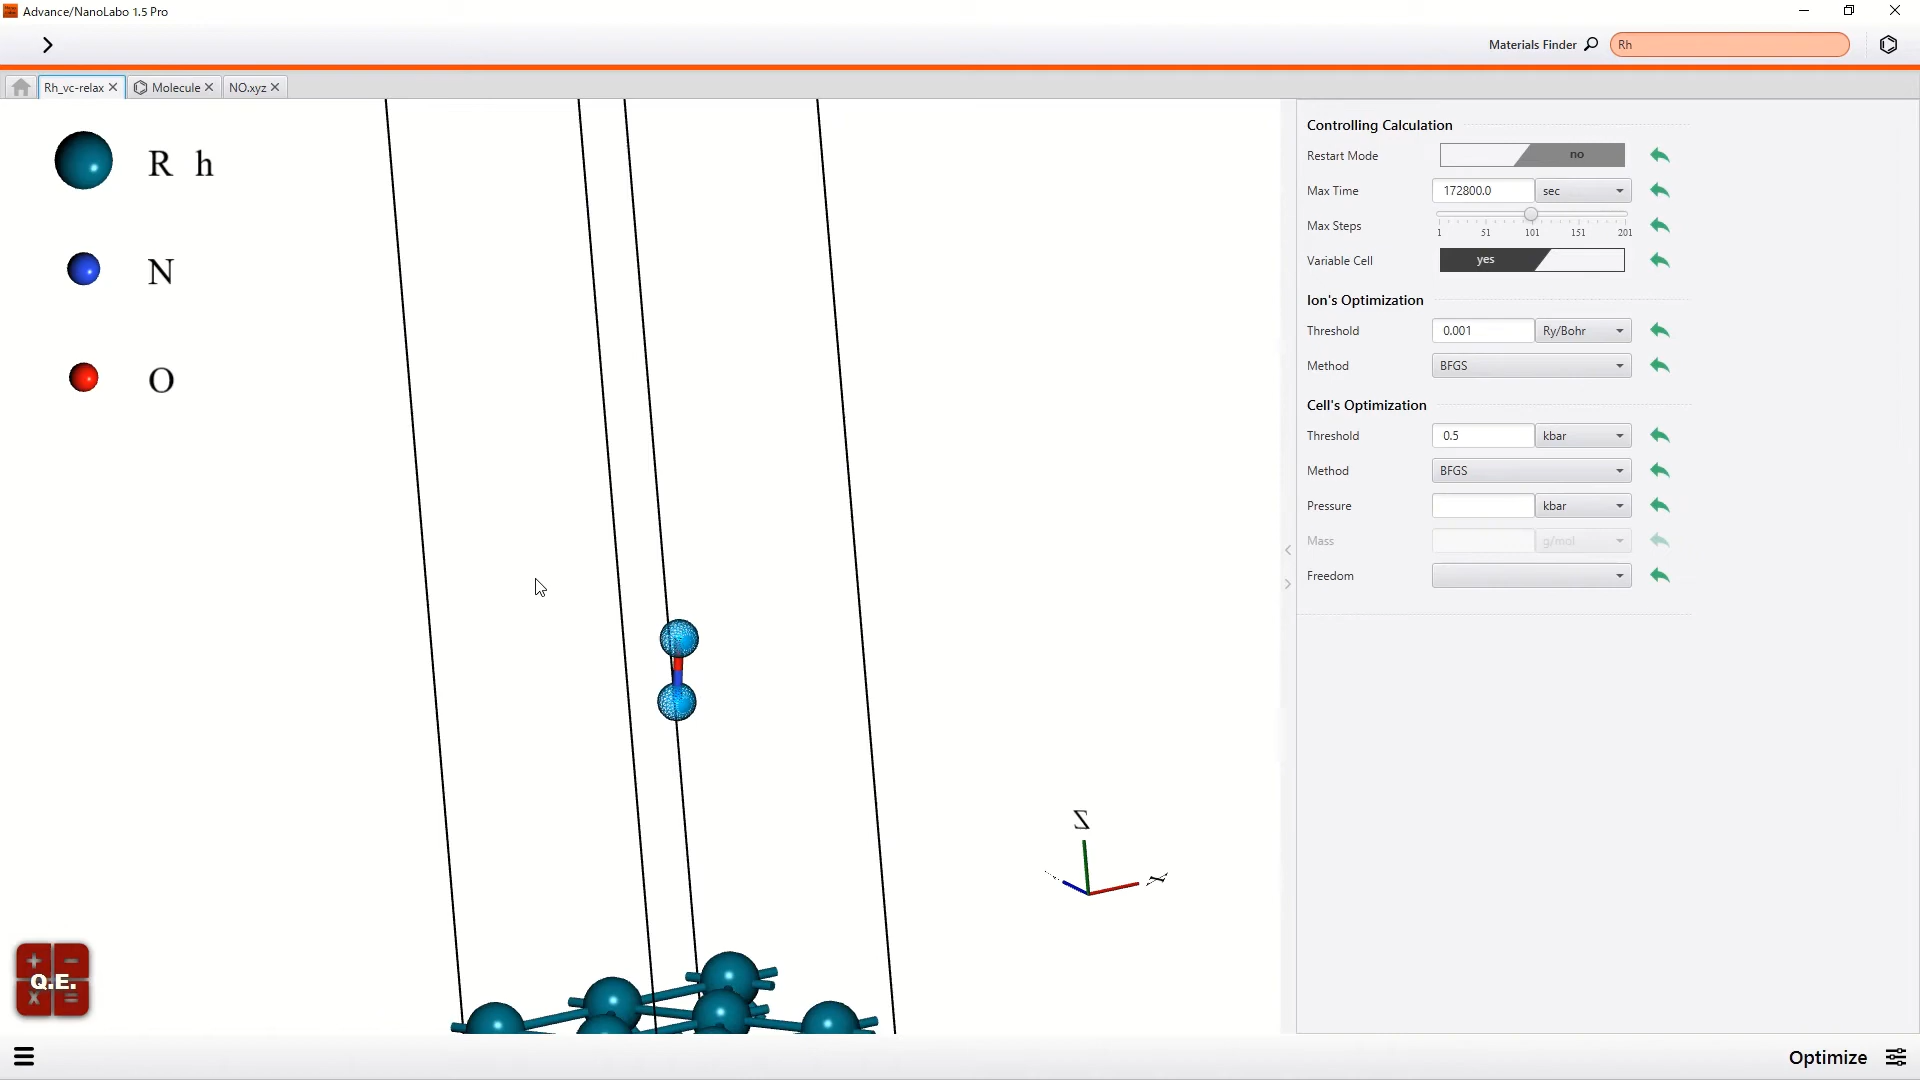 Advance/NanoLabo 1.5 Pro
Materials Finder
Rh
Rh_vc-relax
Molecule
NO.xyz
R h
N
O
Z
Q.E.
Controlling Calculation
Restart Mode
no
Max Time
172800.0
sec
Max Steps
1 51 101 151 201
Variable Cell
yes
Ion's Optimization
Threshold
0.001
Ry/Bohr
Method
BFGS
Cell's Optimization
Threshold
0.5
kbar
Method
BFGS
Pressure
kbar
Mass
g/mol
Freedom
Optimize